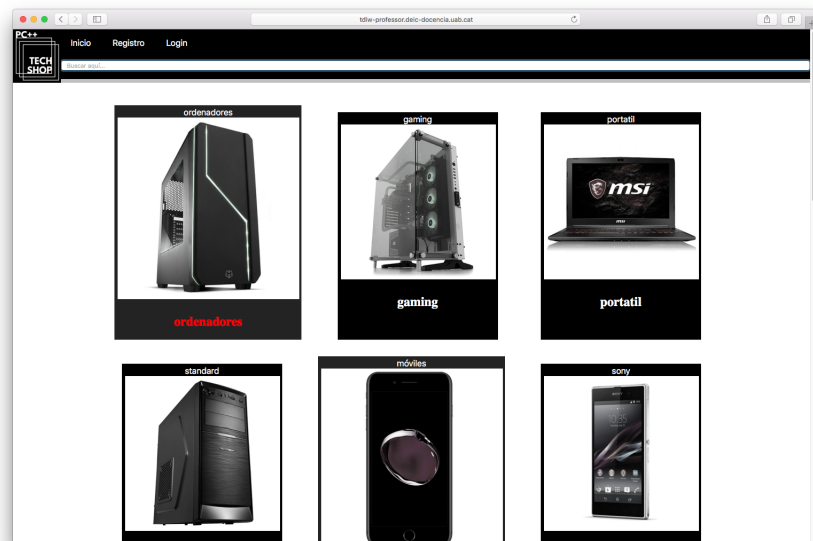 tdiw-professor.deic-docencia.uab.cat
PC++
TECH
SHOP
Inicio Registro Login
Buscar aquí...
ordenadores
gaming
portatil
msi
msi
ordenadores
gaming
portatil
standard
móviles
sony